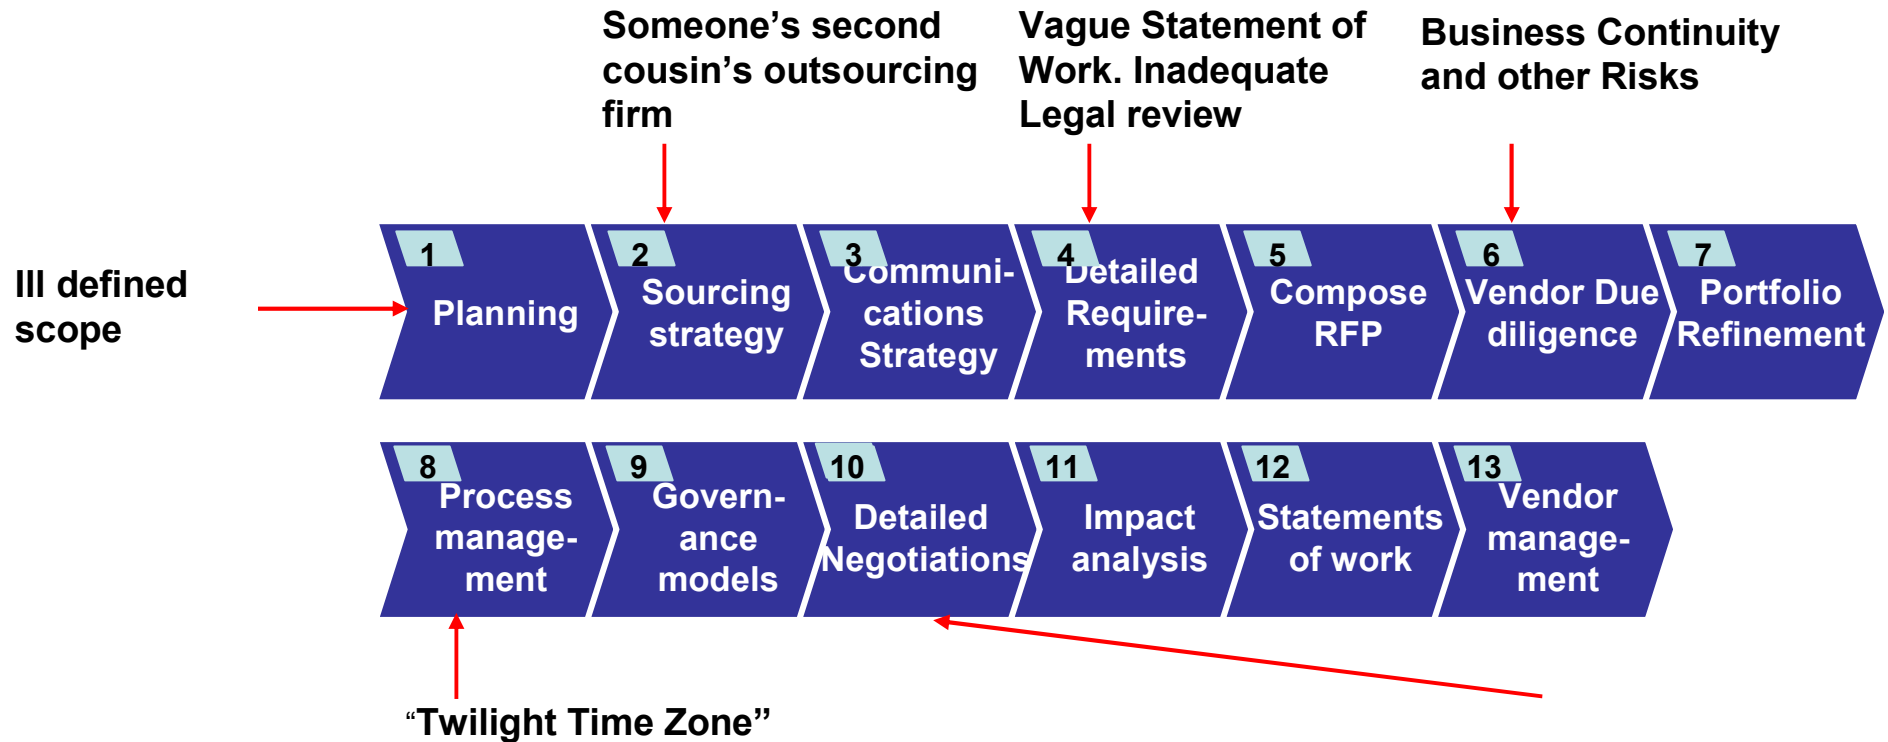 Someone’s second
cousin’s outsourcing
firm
Vague Statement of
Work. Inadequate
Legal review
Business Continuity
and other Risks
Ill defined
scope
1
Planning
2
Sourcing
strategy
3
Communi-
cations
Strategy
4
Detailed
Require-
ments
5
Compose
RFP
6
Vendor Due
diligence
7
Portfolio
Refinement
8
Process
manage-
ment
9
Govern-
ance
models
10
Detailed
Negotiations
11
Impact
analysis
12
Statements
of work
13
Vendor
manage-
ment
“Twilight Time Zone”